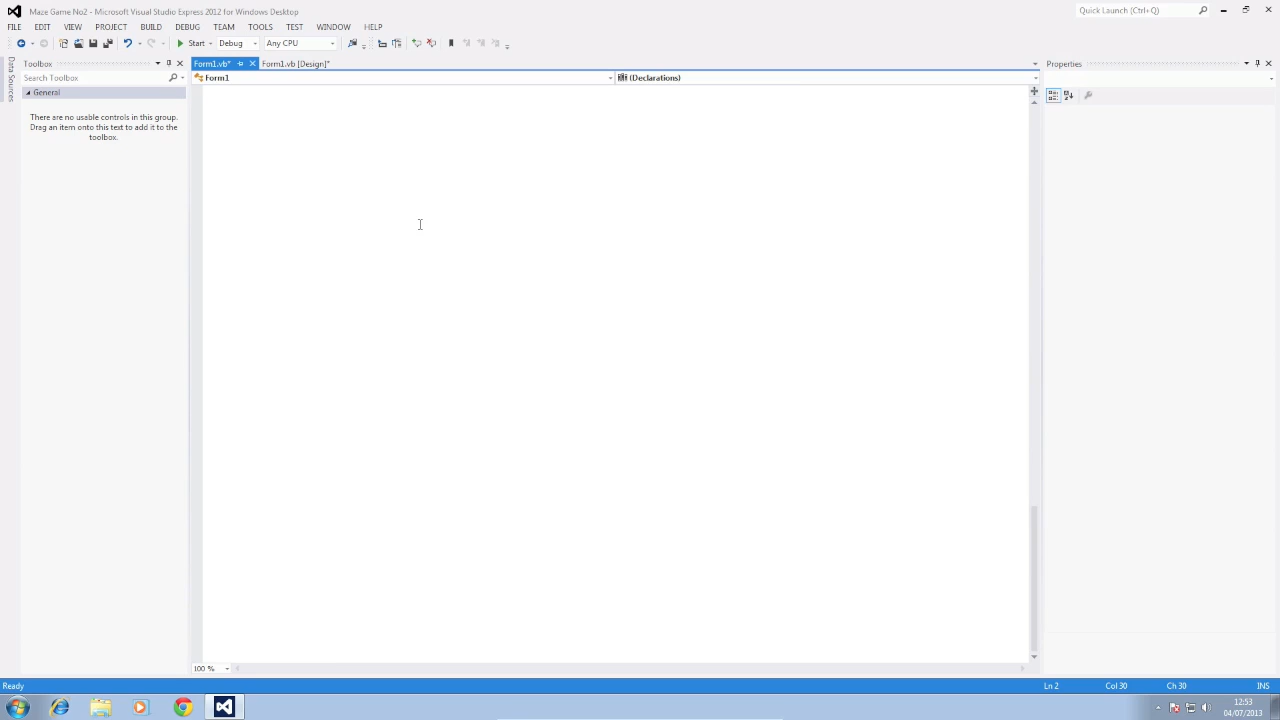 Maze Game No2 - Microsoft Visual Studio Express 2012 for Windows Desktop
Quick Launch (Ctrl+Q)
FILE EDIT VIEW PROJECT BUILD DEBUG TEAM TOOLS TEST WINDOW HELP
Start Debug Any CPU
Data Sources
Toolbox
Form1.vb* Form1.vb [Design]*
Properties
Search Toolbox
Form1 (Declarations)
General
There are no usable controls in this group.
Drag an item onto this text to add it to the
toolbox.
100 %
Ready
Ln 2 Col 30 Ch 30 INS
12:53
04/07/2013